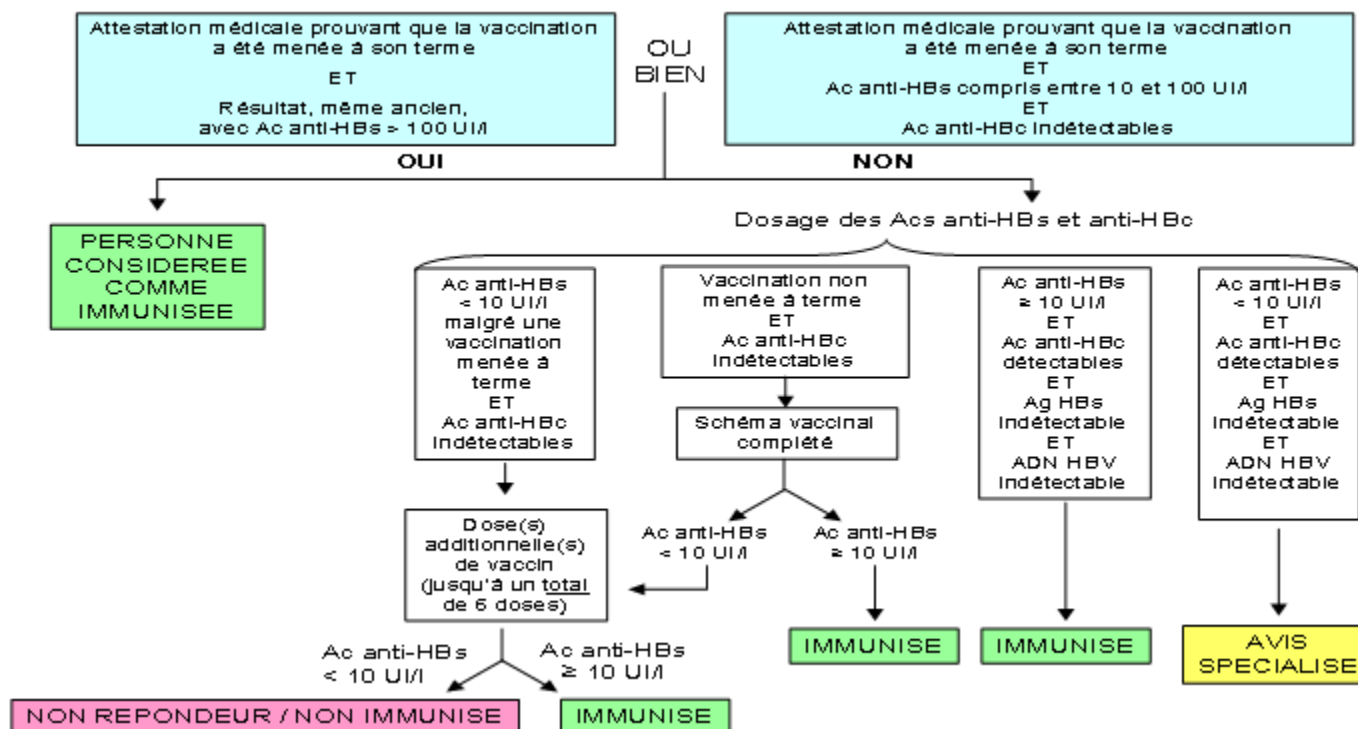 Attestation médicale prouvant que la vaccination
a été menée à son terme
ET
Résultat, même ancien,
avec Ac anti-HBs > 100 UI/l
OU
BIEN
Attestation médicale prouvant que la vaccination
a été menée à son terme
ET
Ac anti-HBs compris entre 10 et 100 UI/l
ET
Ac anti-HBc indétectables
OUI
NON
PERSONNE
CONSIDEREE
COMME
IMMUNISEE
Dosage des Acs anti-HBs et anti-HBc
Ac anti-HBs
< 10 UI/l
malgré une
vaccination
menée à
terme
ET
Ac anti-HBc
indétectables
Vaccination non
menée à terme
ET
Ac anti-HBc
indétectables
Ac anti-HBs
≥ 10 UI/l
ET
Ac anti-HBc
détectables
ET
Ag HBs
indétectable
ET
ADN HBV
indétectable
Ac anti-HBs
< 10 UI/l
ET
Ac anti-HBc
détectables
ET
Ag HBs
indétectable
ET
ADN HBV
indétectable
Schéma vaccinal
complété
Dose(s)
additionnelle(s)
de vaccin
(jusqu'à un total
de 6 doses)
Ac anti-HBs
< 10 UI/l
Ac anti-HBs
≥ 10 UI/l
IMMUNISE
IMMUNISE
AVIS
SPECIALISE
Ac anti-HBs
< 10 UI/l
Ac anti-HBs
≥ 10 UI/l
NON REPONDEUR / NON IMMUNISE
IMMUNISE